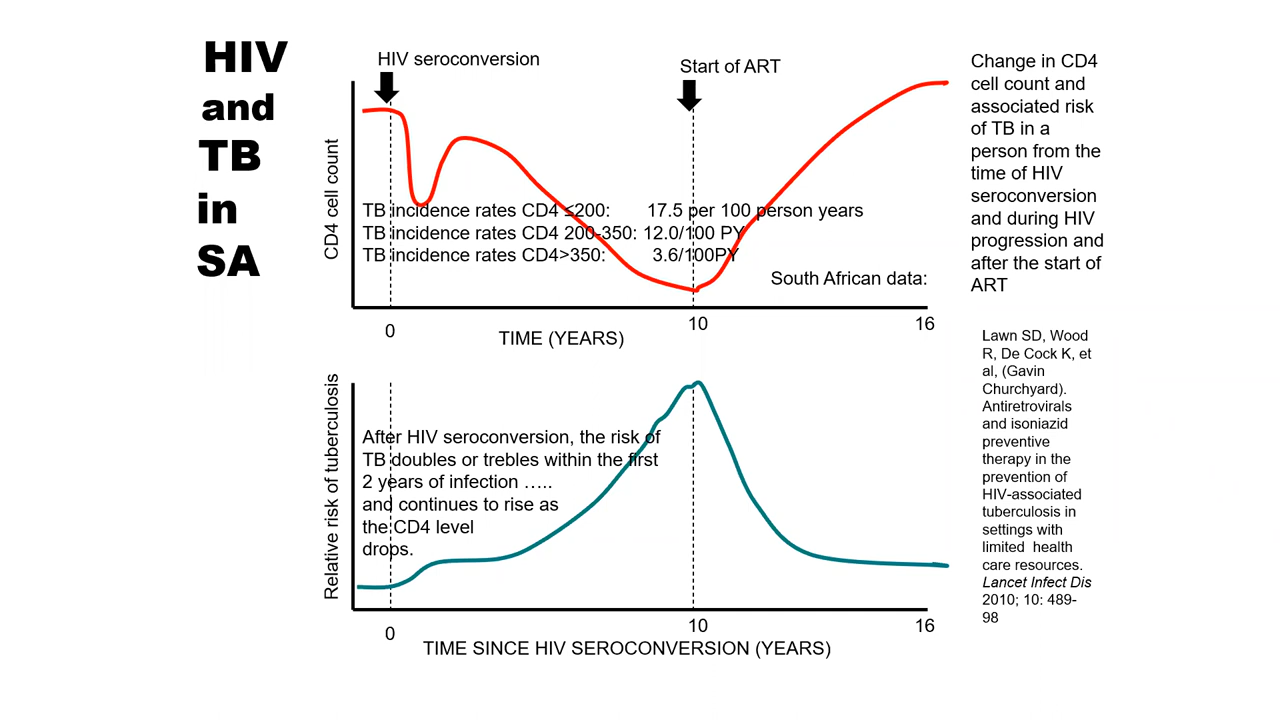 HIV
and
TB
in
SA
HIV seroconversion
Start of ART
CD4 cell count
TB incidence rates CD4 ≤200: 17.5 per 100 person years
TB incidence rates CD4 200-350: 12.0/100 PY
TB incidence rates CD4>350: 3.6/100PY
South African data:
0
10
16
TIME (YEARS)
Change in CD4
cell count and
associated risk
of TB in a
person from the
time of HIV
seroconversion
and during HIV
progression and
after the start of
ART
Relative risk of tuberculosis
After HIV seroconversion, the risk of
TB doubles or trebles within the first
2 years of infection …..
and continues to rise as
the CD4 level
drops.
0
10
16
TIME SINCE HIV SEROCONVERSION (YEARS)
Lawn SD, Wood
R, De Cock K, et
al, (Gavin
Churchyard).
Antiretrovirals
and isoniazid
preventive
therapy in the
prevention of
HIV-associated
tuberculosis in
settings with
limited health
care resources.
Lancet Infect Dis
2010; 10: 489-
98